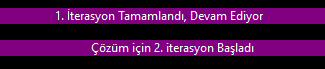 1. İterasyon Tamamlandı, Devam Ediyor
Çözüm için 2. iterasyon Başladı